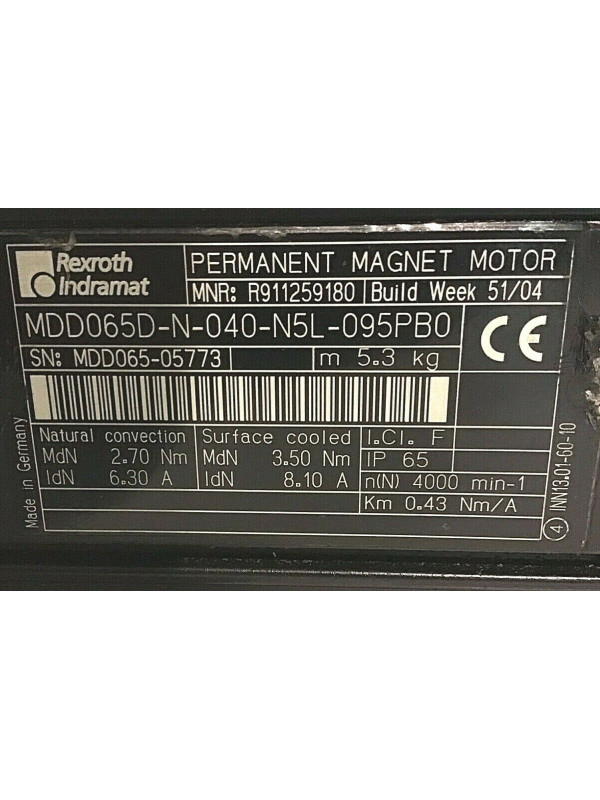 Rexroth
Indramat
PERMANENT MAGNET MOTOR
MNR: R911259180 Build Week 51/04
MDD065D-N-040-N5L-095PB0
CE
SN: MDD065-05773 m 5.3 kg
Natural convection Surface cooled I.Cl. F
MdN 2.70 Nm MdN 3.50 Nm IP 65
IdN 6.30 A IdN 8.10 A n(N) 4000 min-1
Km 0.43 Nm/A
Made in Germany
4 INN13.01-60-10